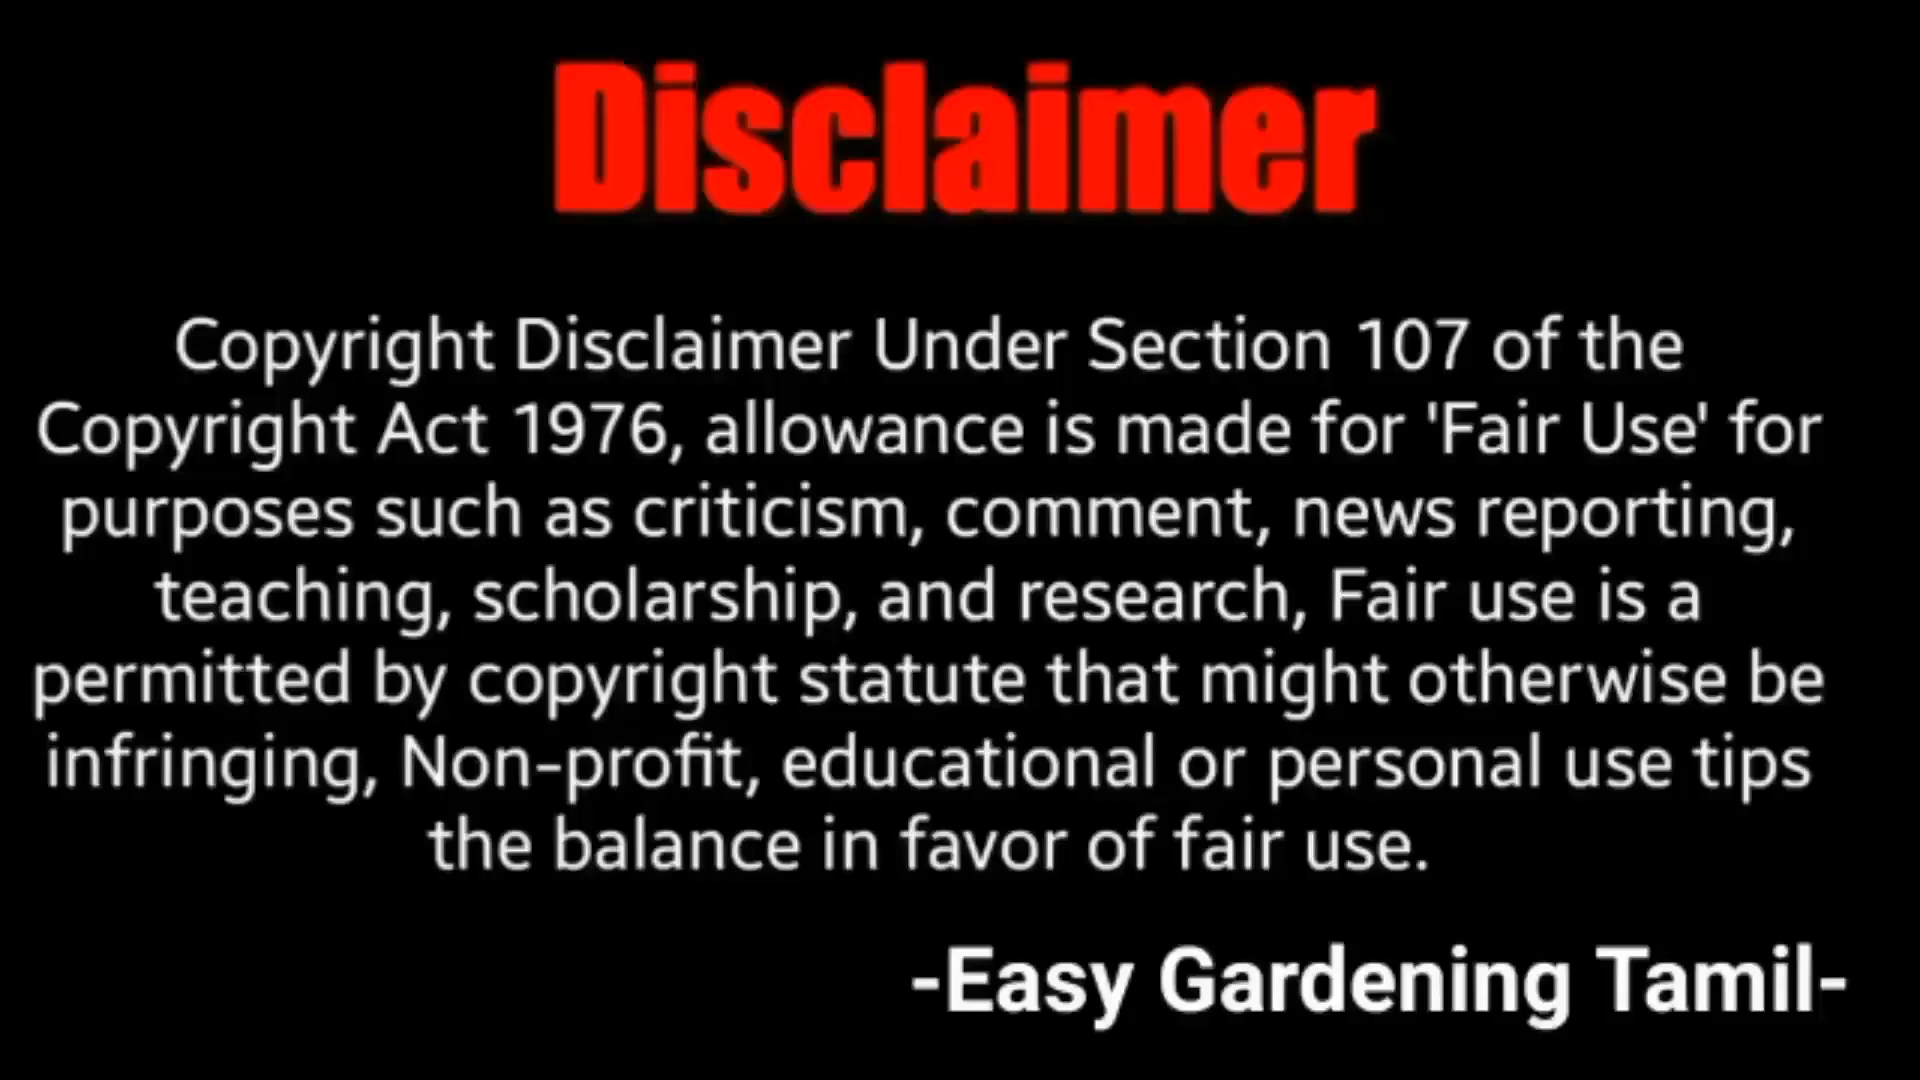 Disclaimer
Copyright Disclaimer Under Section 107 of the
Copyright Act 1976, allowance is made for 'Fair Use' for
purposes such as criticism, comment, news reporting,
teaching, scholarship, and research, Fair use is a
permitted by copyright statute that might otherwise be
infringing, Non-profit, educational or personal use tips
the balance in favor of fair use.
-Easy Gardening Tamil-